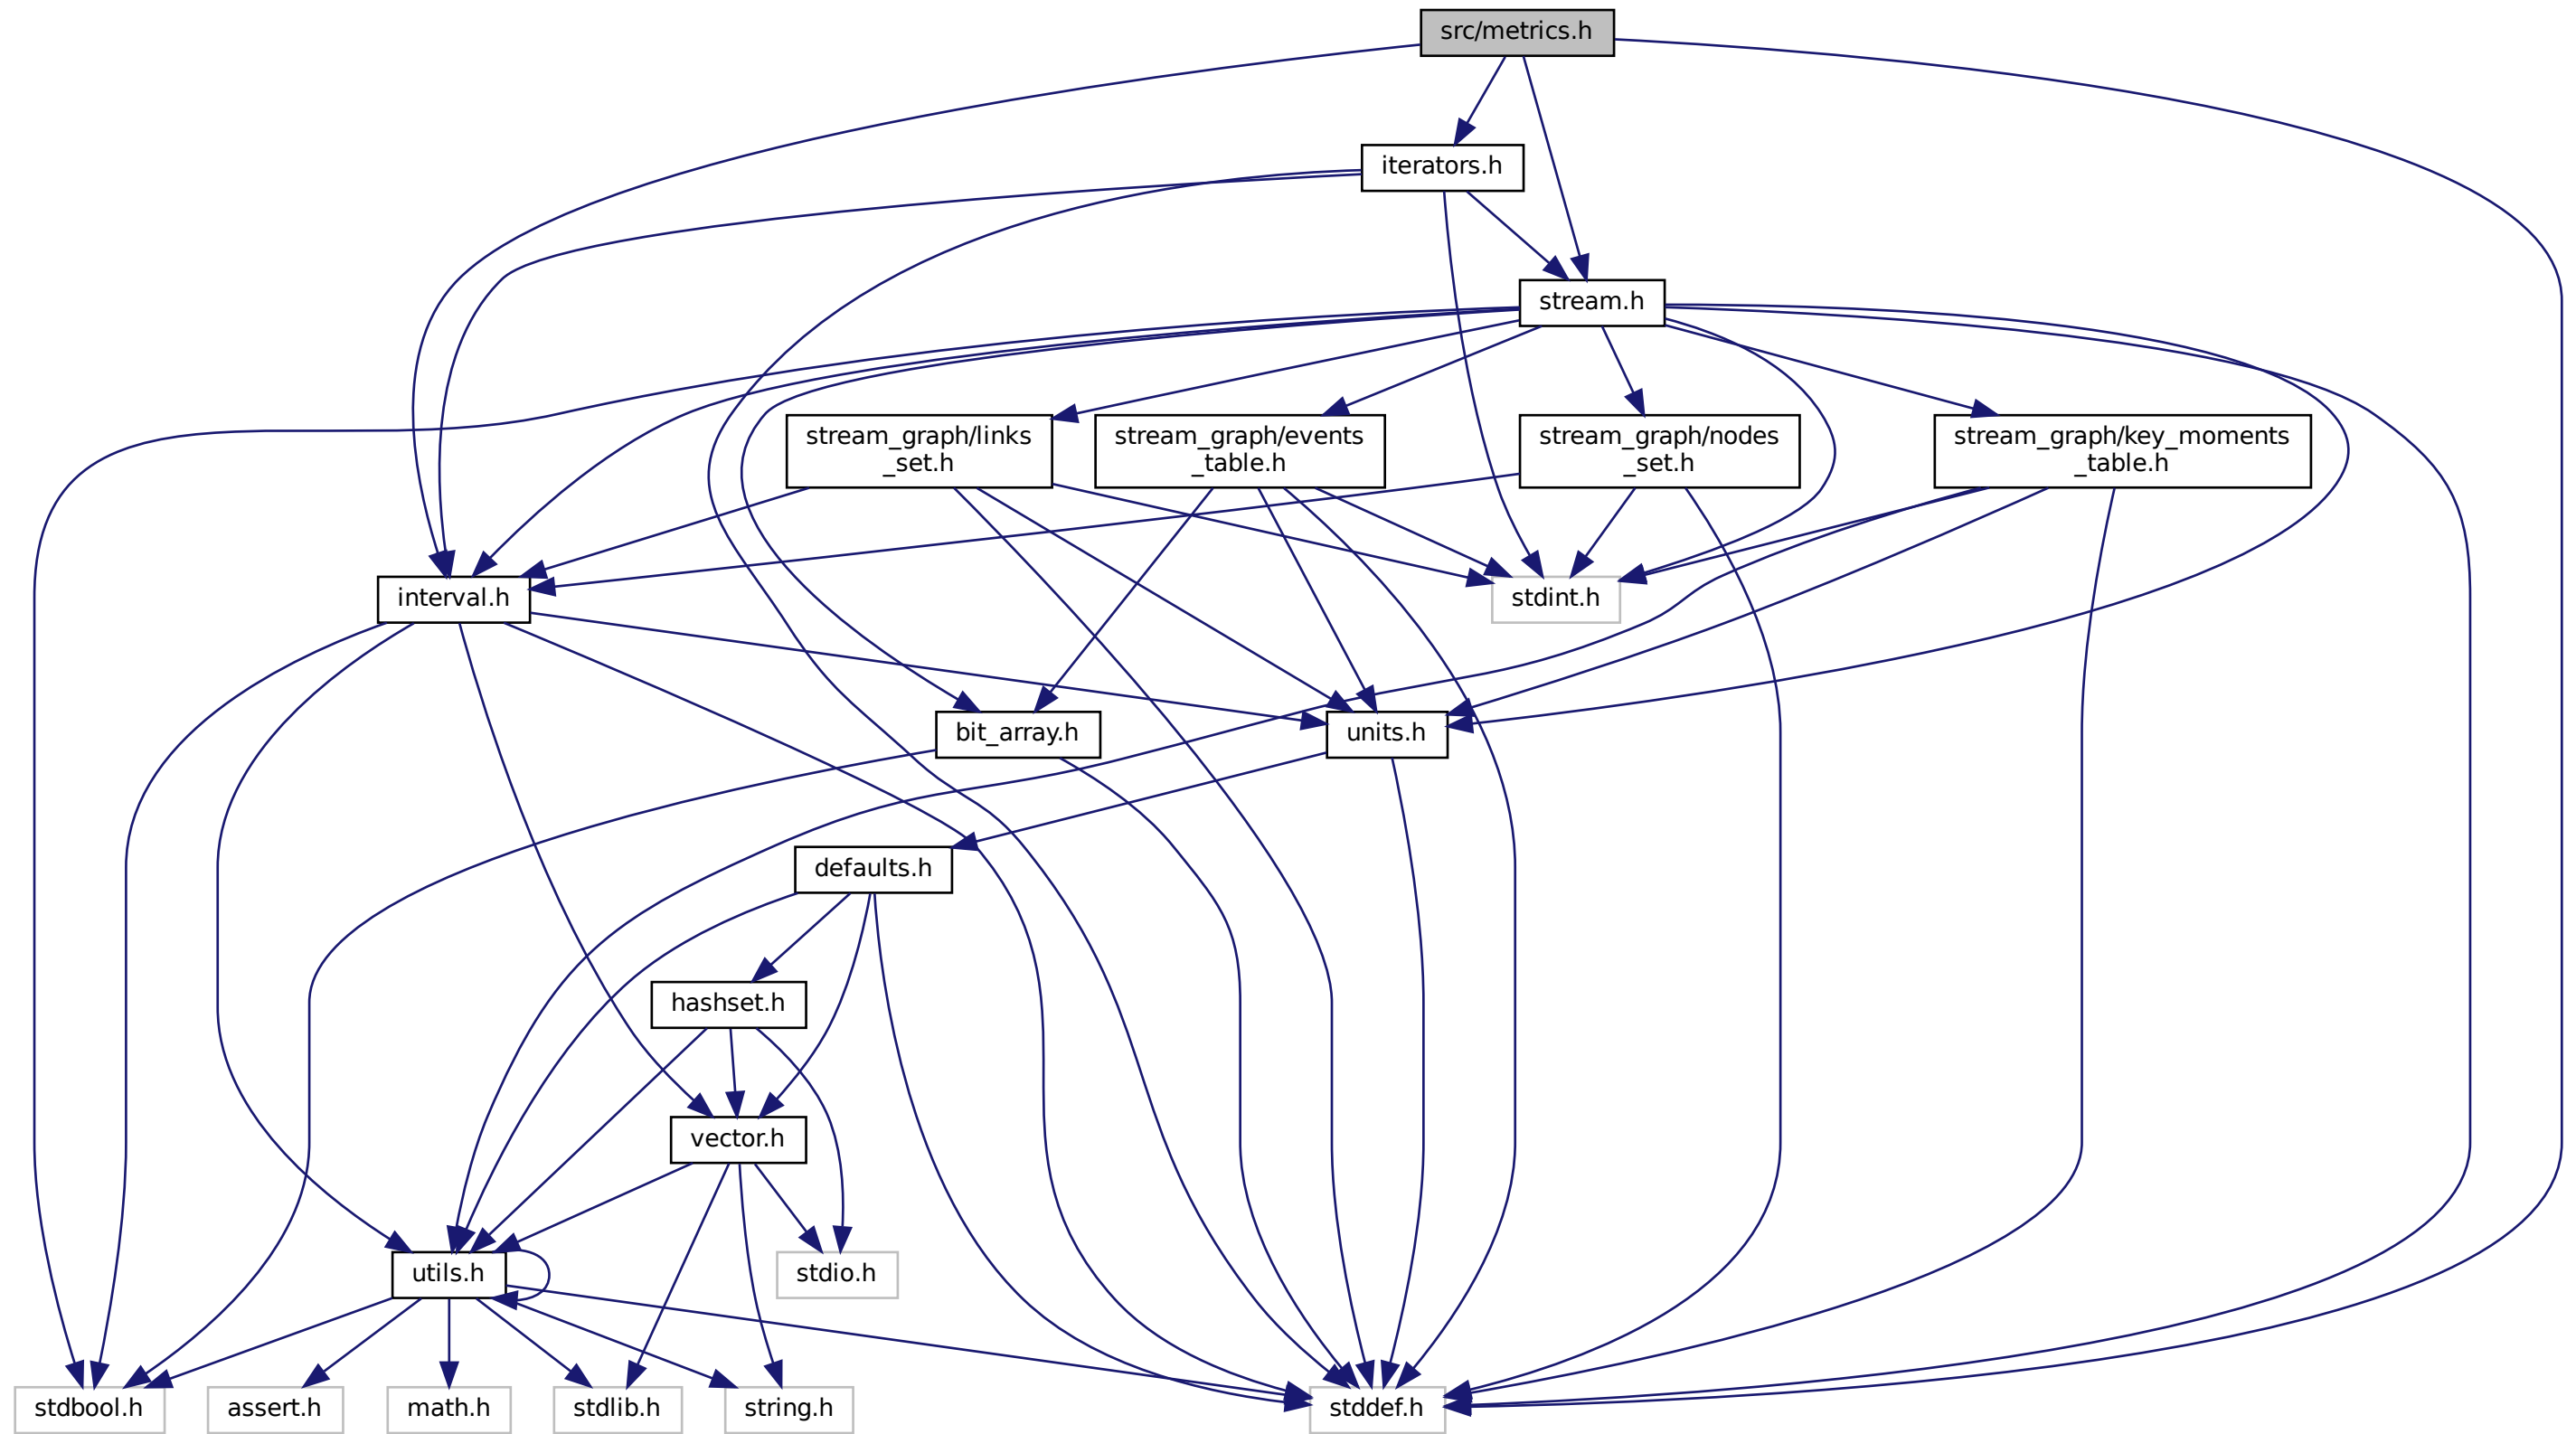 src/metrics.h
iterators.h
stream.h
stream_graph/links
_set.h
stream_graph/events
_table.h
stream_graph/nodes
_set.h
stream_graph/key_moments
_table.h
interval.h
stdint.h
bit_array.h
units.h
defaults.h
hashset.h
vector.h
utils.h
stdio.h
stdbool.h
assert.h
math.h
stdlib.h
string.h
stddef.h